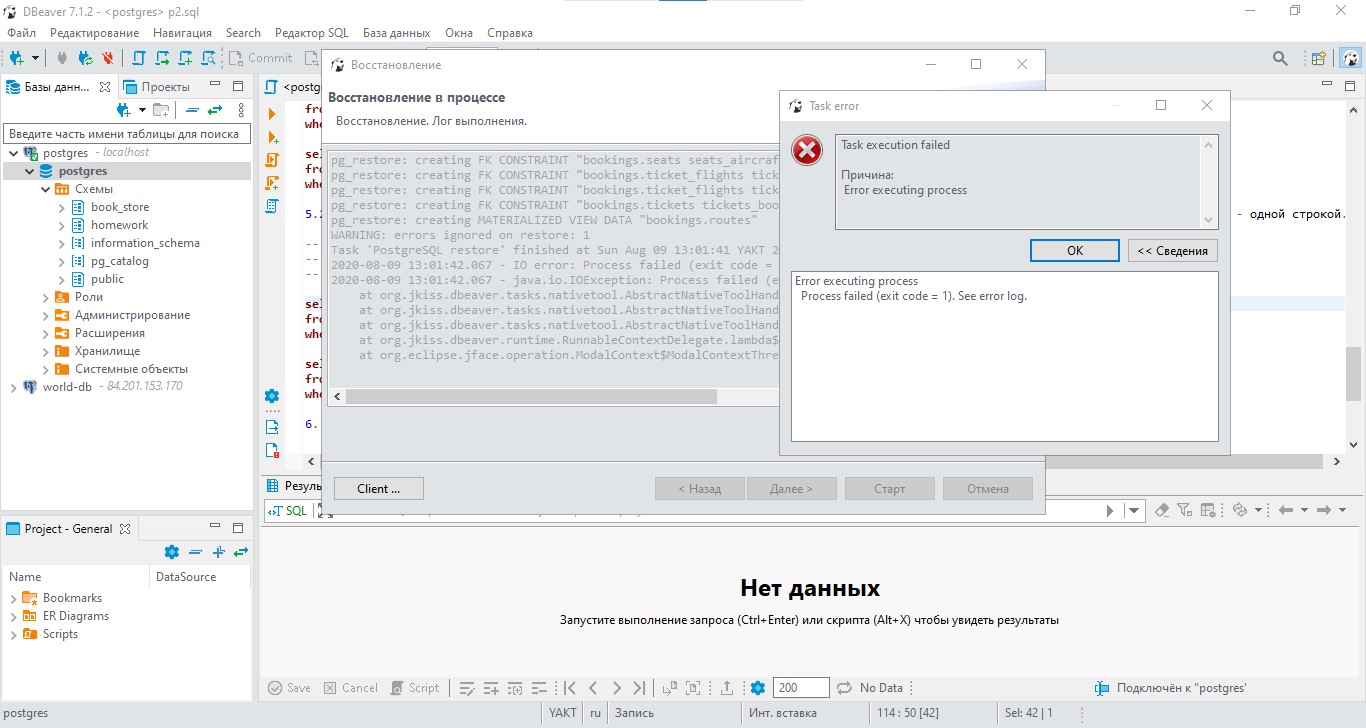 DBeaver 7.1.2 - <postgres> p2.sql
Файл Редактирование Навигация Search Редактор SQL База данных Окна Справка
Commit
Базы данн...
Проекты
Введите часть имени таблицы для поиска
postgres - localhost
postgres
Схемы
book_store
homework
information_schema
pg_catalog
public
Роли
Администрирование
Расширения
Хранилище
Системные объекты
world-db - 84.201.153.170
Project - General
Name DataSource
Bookmarks
ER Diagrams
Scripts
<postg
fro
whe
sel
fro
whe
5.2
- одной строкой.
--
--
--
sel
fro
whe
sel
fro
whe
6.
Восстановление
Восстановление в процессе
Восстановление. Лог выполнения.
pg_restore: creating FK CONSTRAINT "bookings.seats seats_aircraf
pg_restore: creating FK CONSTRAINT "bookings.ticket_flights tick
pg_restore: creating FK CONSTRAINT "bookings.ticket_flights tick
pg_restore: creating FK CONSTRAINT "bookings.tickets tickets_boo
pg_restore: creating MATERIALIZED VIEW DATA "bookings.routes"
WARNING: errors ignored on restore: 1
Task 'PostgreSQL restore' finished at Sun Aug 09 13:01:41 YAKT 2
2020-08-09 13:01:42.067 - IO error: Process failed (exit code =
2020-08-09 13:01:42.067 - java.io.IOException: Process failed (e
at org.jkiss.dbeaver.tasks.nativetool.AbstractNativeToolHand
at org.jkiss.dbeaver.tasks.nativetool.AbstractNativeToolHand
at org.jkiss.dbeaver.tasks.nativetool.AbstractNativeToolHand
at org.jkiss.dbeaver.runtime.RunnableContextDelegate.lambda$
at org.eclipse.jface.operation.ModalContext$ModalContextThre
Client ...
< Назад
Далее >
Старт
Отмена
Task error
Task execution failed
Причина:
Error executing process
OK
<< Сведения
Error executing process
Process failed (exit code = 1). See error log.
Резуль
SQL
Нет данных
Запустите выполнение запроса (Ctrl+Enter) или скрипта (Alt+X) чтобы увидеть результаты
Save Cancel Script 200 No Data Подключён к "postgres'
postgres YAKT ru Запись Инт. вставка 114 : 50 [42] Sel: 42 | 1